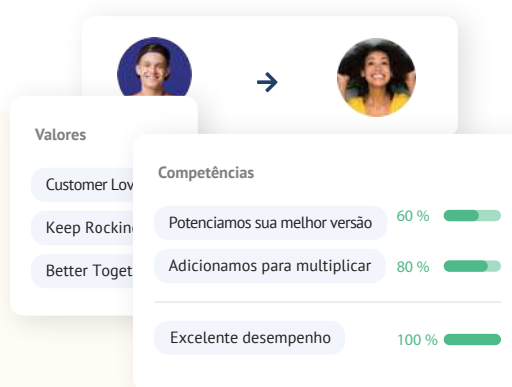 Valores
Customer Lov
Keep Rockin
Better Toget
Competências
Potenciamos sua melhor versão 60 %
Adicionamos para multiplicar 80 %
Excelente desempenho 100 %